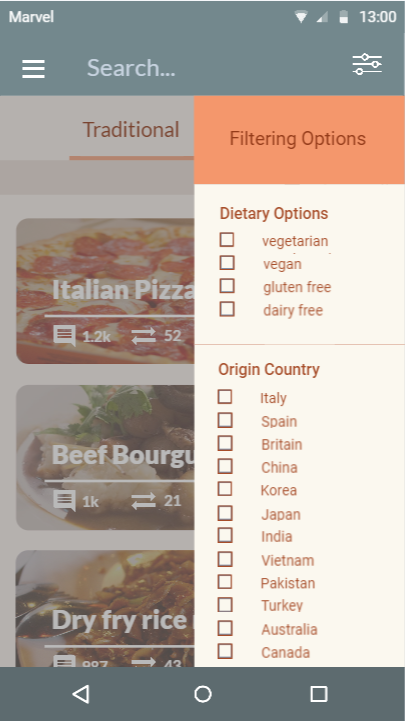 Marvel
13:00
Search...
Traditional
Filtering Options
Dietary Options
vegetarian
vegan
gluten free
dairy free
Origin Country
Italy
Spain
Britain
China
Korea
Japan
India
Vietnam
Pakistan
Turkey
Australia
Canada
Italian Pizza
1.2k 52
Beef Bourgu
1k 21
Dry fry rice
887 43